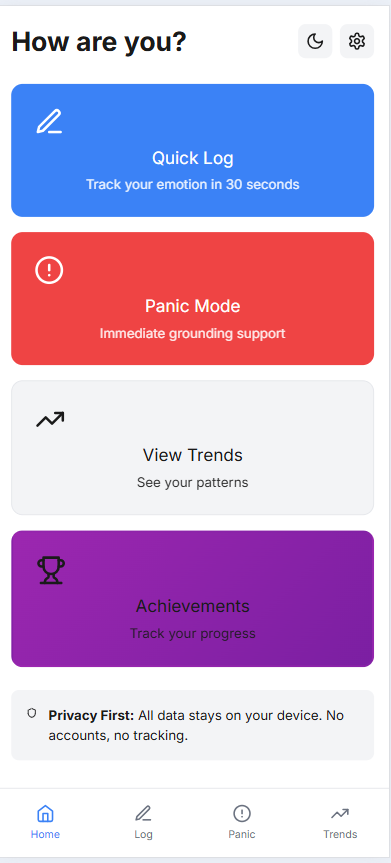 How are you?
Quick Log
Track your emotion in 30 seconds
Panic Mode
Immediate grounding support
View Trends
See your patterns
Achievements
Track your progress
Privacy First: All data stays on your device. No
accounts, no tracking.
Home
Log
Panic
Trends